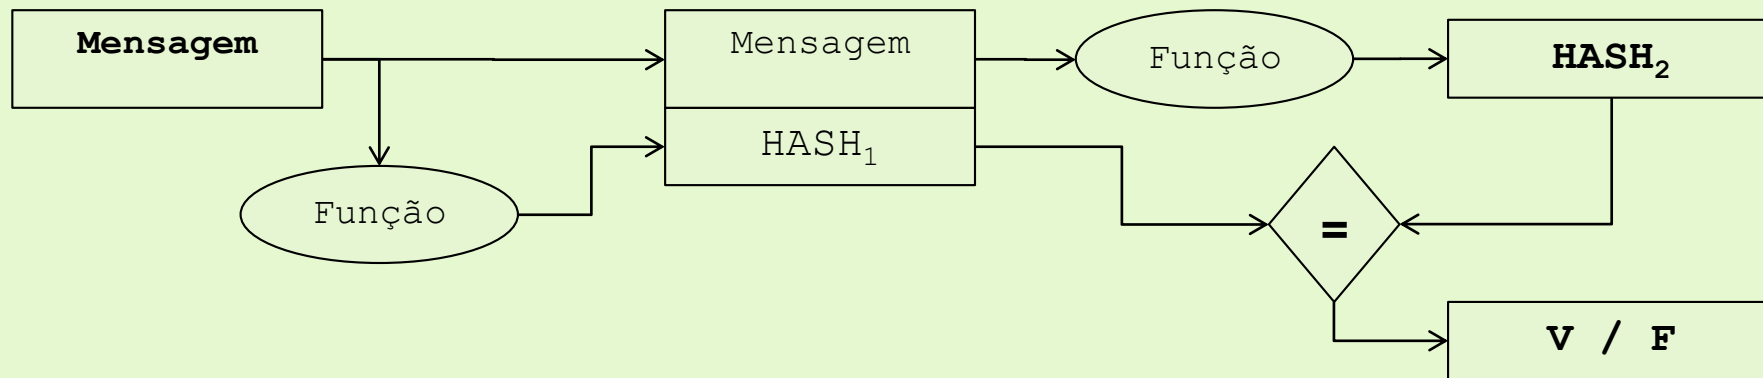 Mensagem
Mensagem
Função
HASH₂
HASH₁
Função
=
V / F